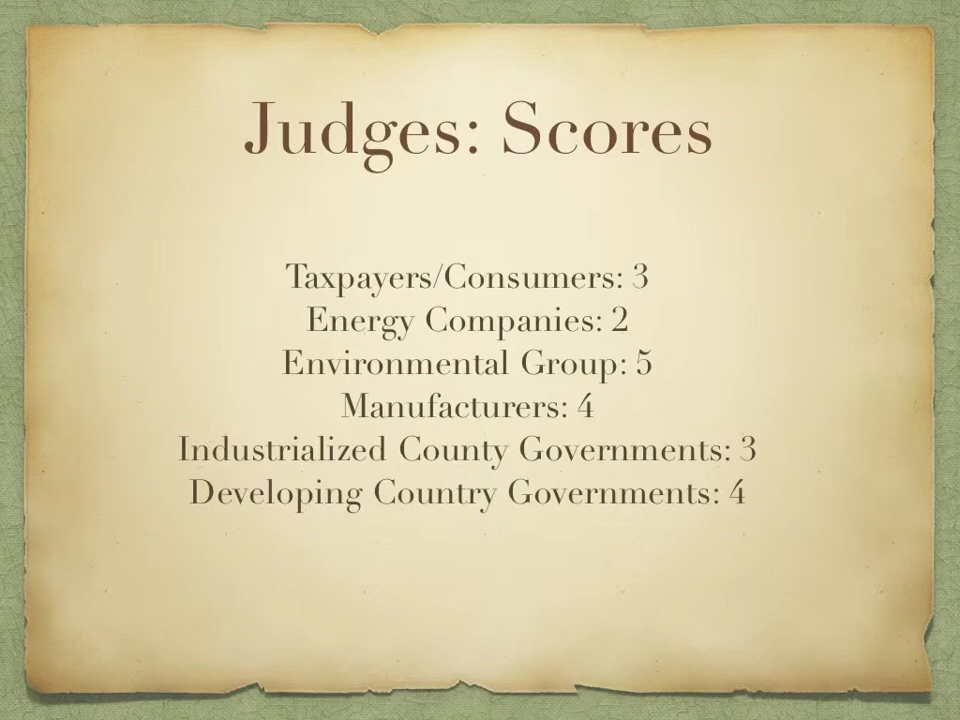 Judges: Scores
Taxpayers/Consumers: 3
Energy Companies: 2
Environmental Group: 5
Manufacturers: 4
Industrialized County Governments: 3
Developing Country Governments: 4